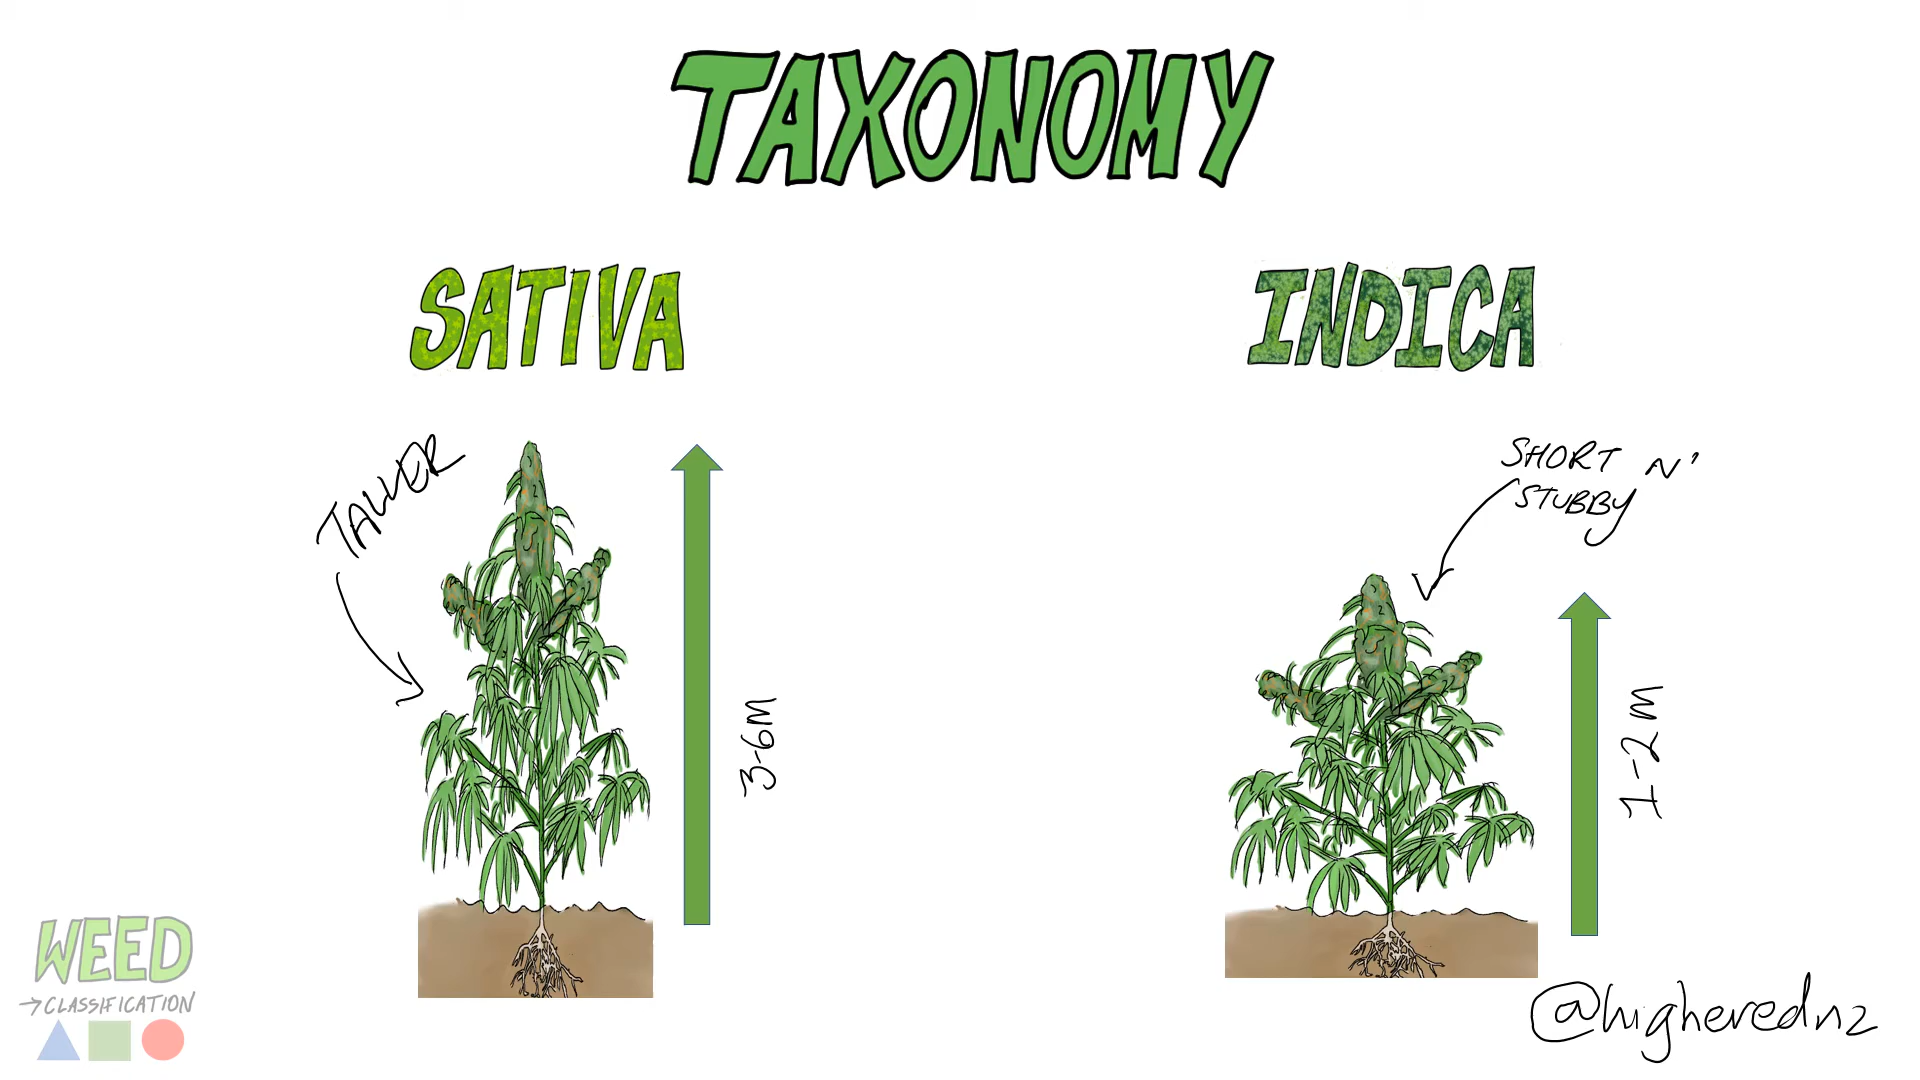 TAXONOMY
SATIVA
INDICA
TALLER
3-6M
SHORT N'
STUBBY
1-2M
WEED
→CLASSIFICATION
@higherednz